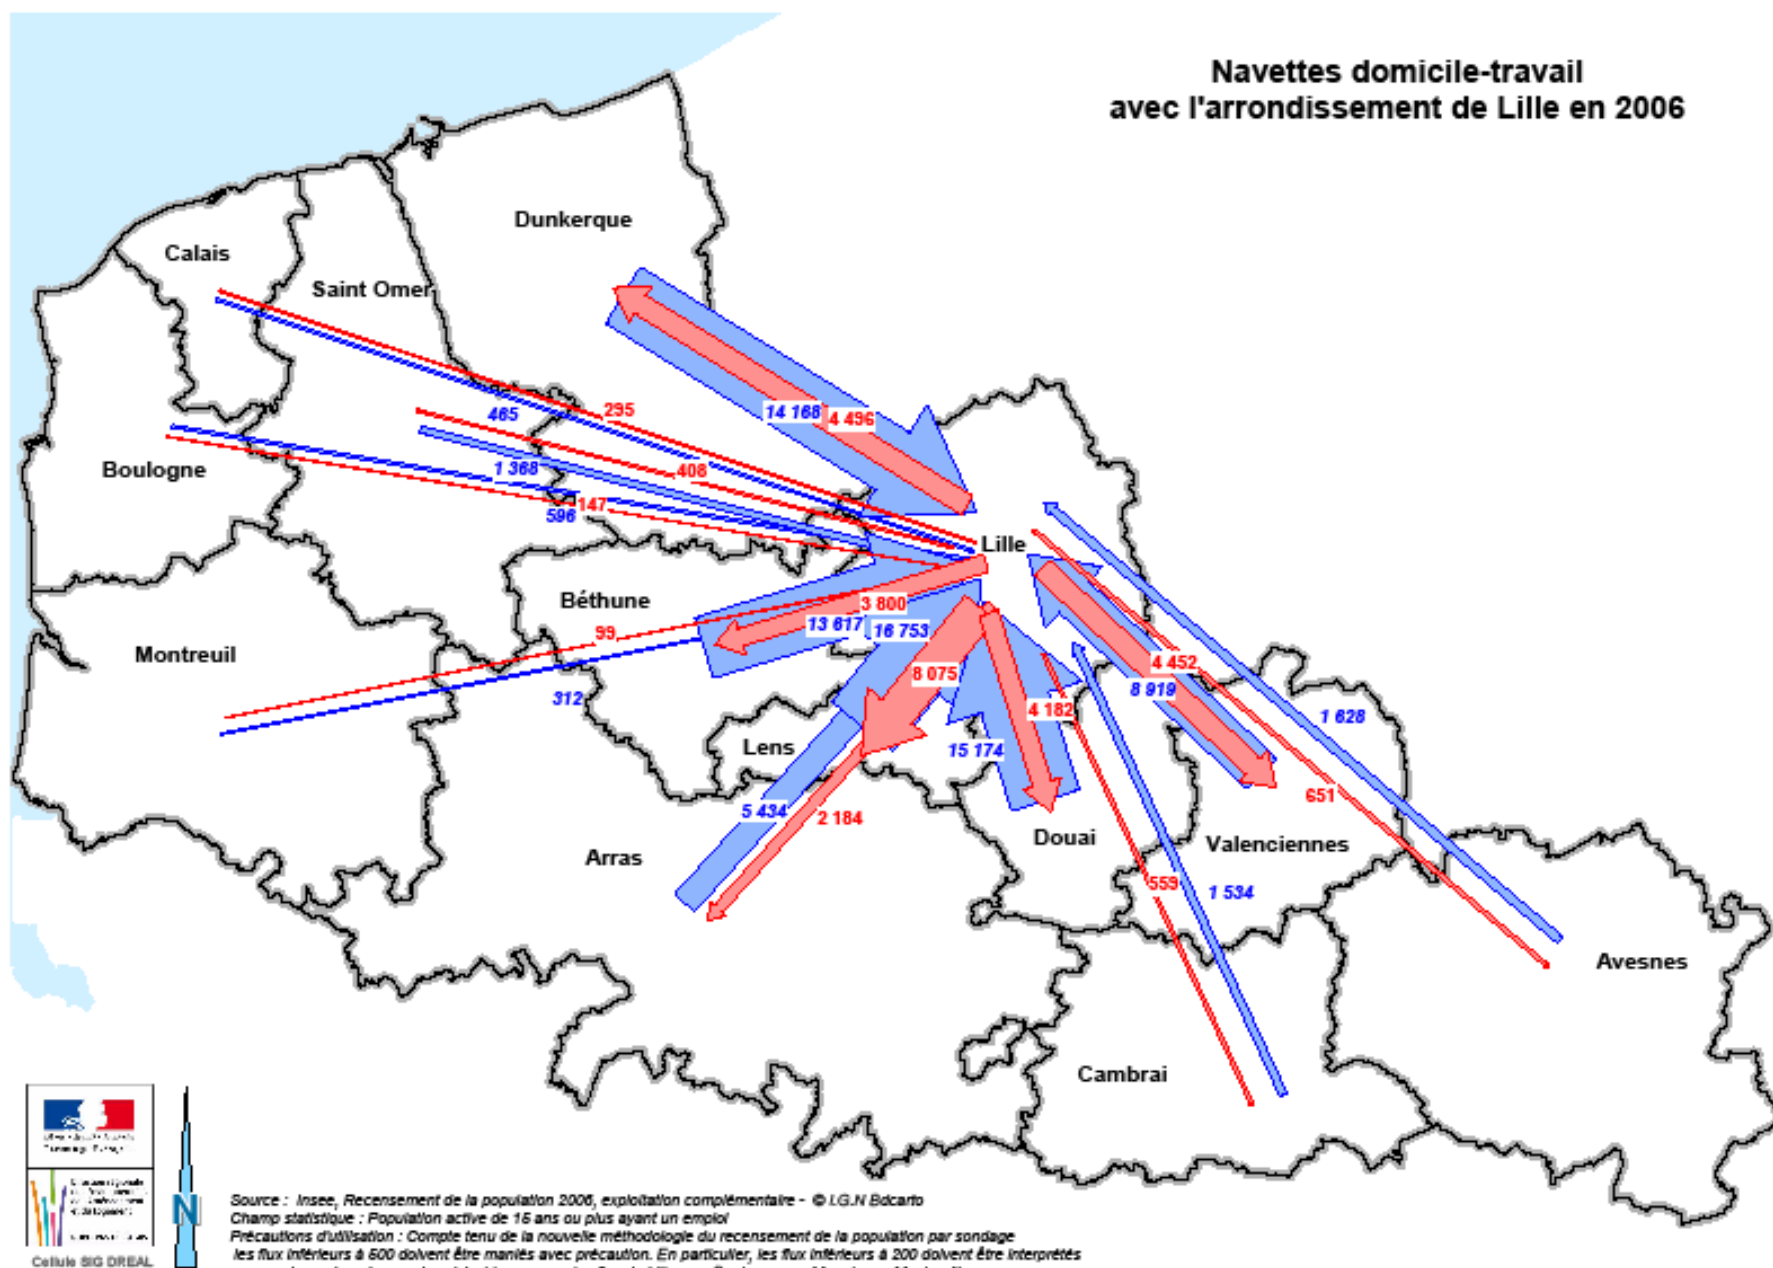 Navettes domicile-travail
avec l'arrondissement de Lille en 2006
Dunkerque
Calais
Saint Omer
14 168
4 496
465
295
1 368
408
Boulogne
147
596
Lille
Béthune
3 800
13 617
16 753
99
Montreuil
8 075
4 452
8 919
312
4 182
1 628
Lens
15 174
5 434
2 184
651
Douai
Valenciennes
Arras
559
1 534
Avesnes
Cambrai
N
Cellule SIG DREAL
Source : Insee, Recensement de la population 2006, exploitation complémentaire - © I.G.N Bdcarto
Champ statistique : Population active de 15 ans ou plus ayant un emploi
Précautions d'utilisation : Compte tenu de la nouvelle méthodologie du recensement de la population par sondage
les flux inférieurs à 500 doivent être maniés avec précaution. En particulier, les flux inférieurs à 200 doivent être interprétés